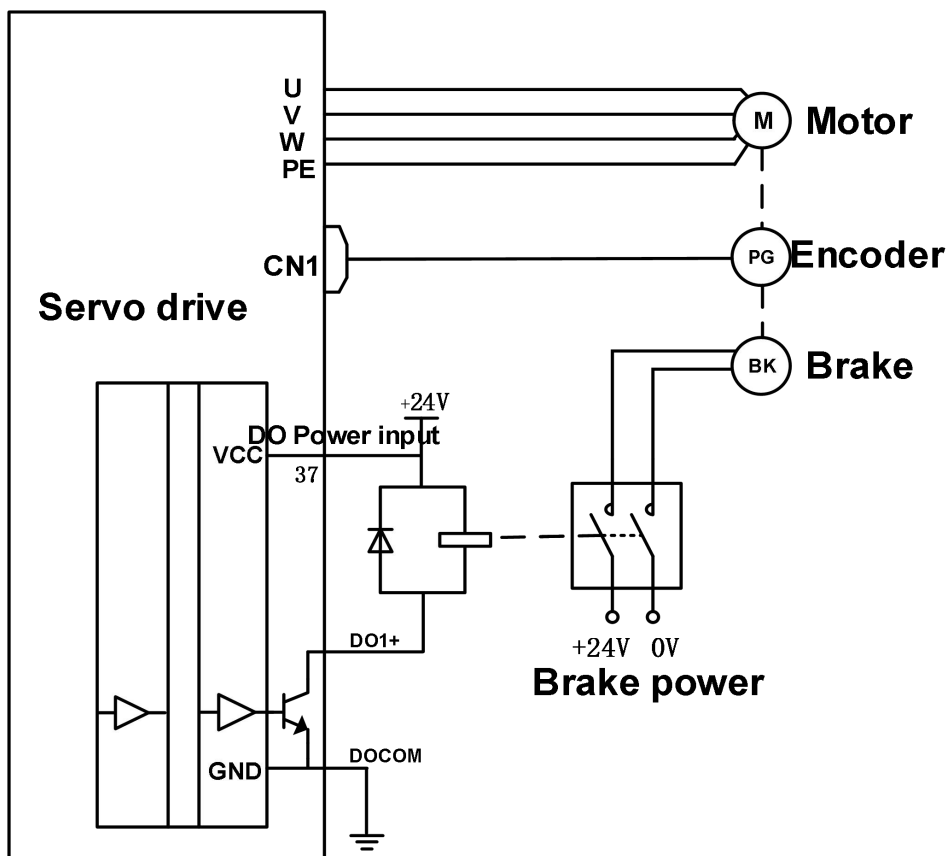 U
V
W
PE
M
Motor
CN1
PG
Encoder
Servo drive
BK
Brake
+24V
DO Power input
VCC
37
DO1+
+24V 0V
Brake power
DOCOM
GND